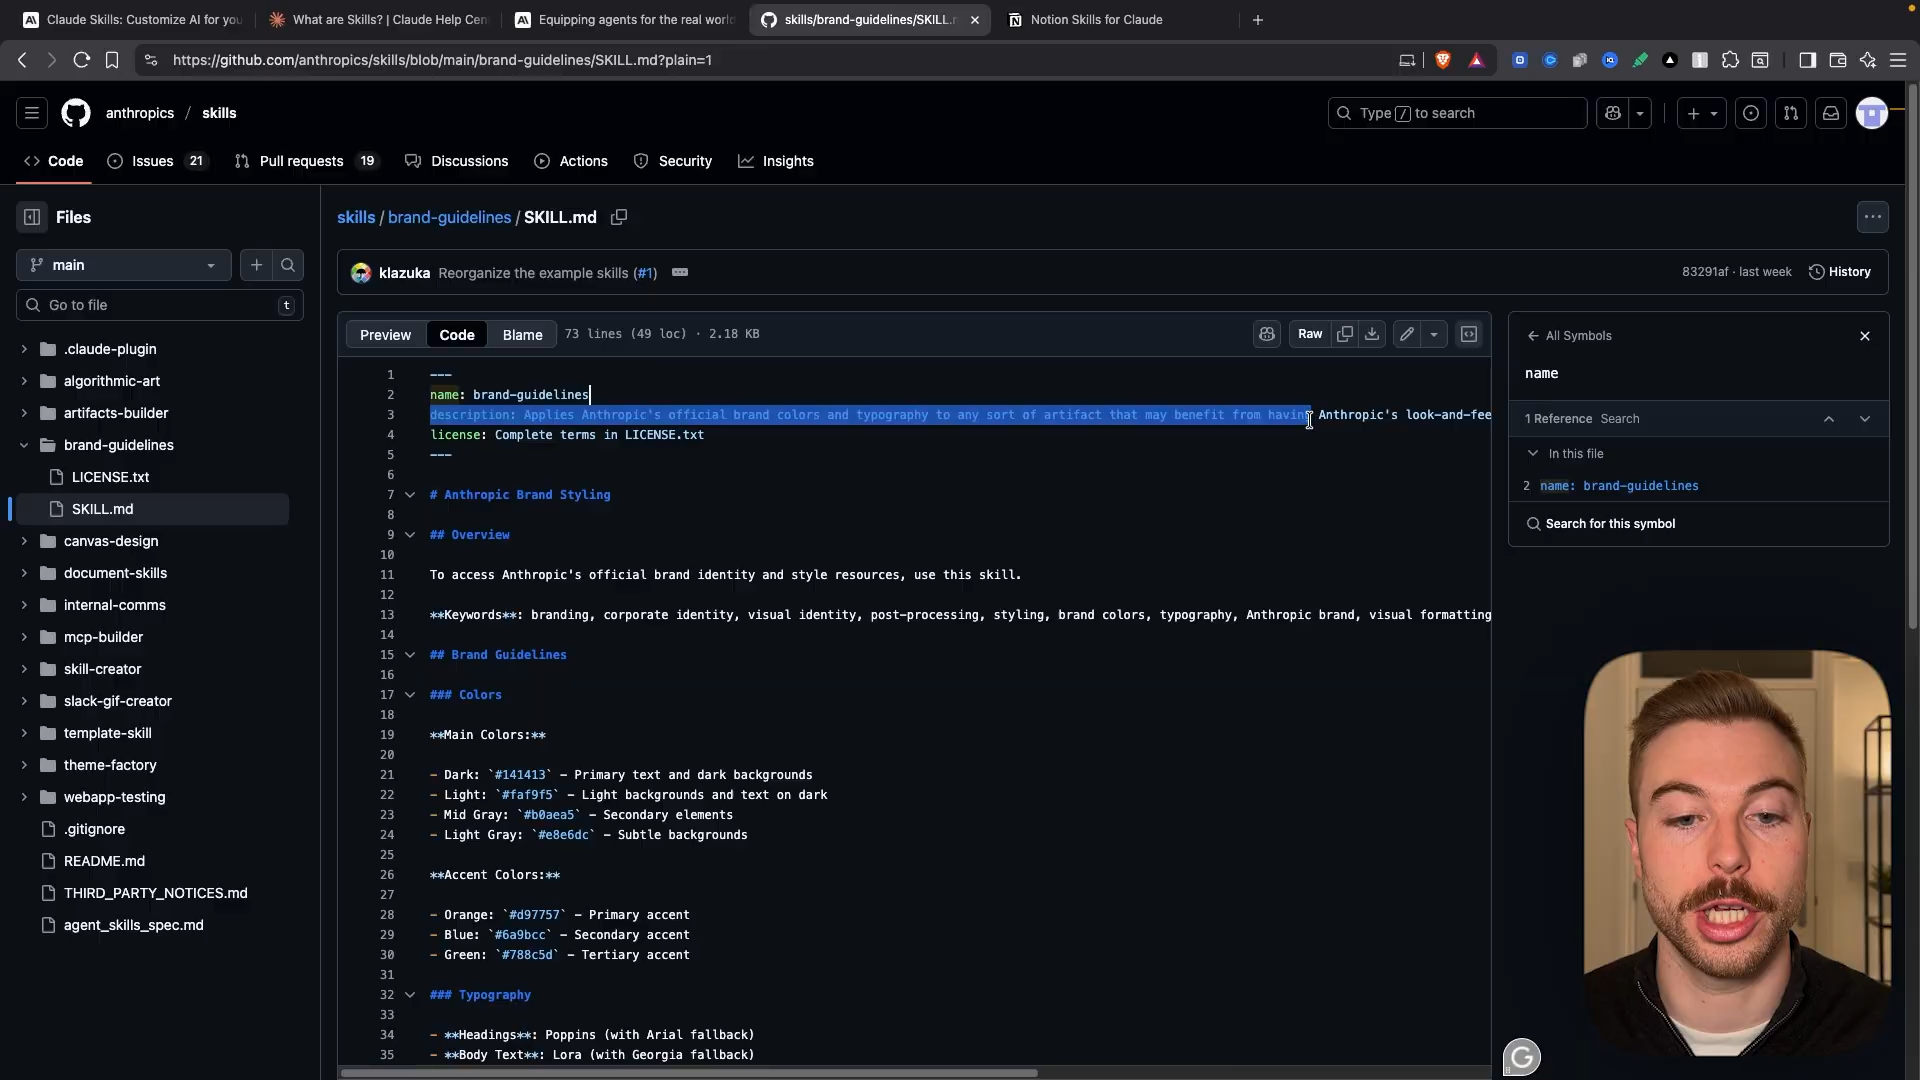 Claude Skills: Customize AI for you
What are Skills? | Claude Help Cen
Equipping agents for the real world
skills/brand-guidelines/SKILL.m
Notion Skills for Claude
https://github.com/anthropics/skills/blob/main/brand-guidelines/SKILL.md?plain=1
anthropics / skills
Type / to search
Code
Issues 21
Pull requests 19
Discussions
Actions
Security
Insights
Files
main
Go to file
t
.claude-plugin
algorithmic-art
artifacts-builder
brand-guidelines
LICENSE.txt
SKILL.md
canvas-design
document-skills
internal-comms
mcp-builder
skill-creator
slack-gif-creator
template-skill
theme-factory
webapp-testing
.gitignore
README.md
THIRD_PARTY_NOTICES.md
agent_skills_spec.md
skills / brand-guidelines / SKILL.md
klazuka Reorganize the example skills (#1)
83291af · last week
History
Preview
Code
Blame
73 lines (49 loc) · 2.18 KB
Raw
1 ---
2 name: brand-guidelines
3 description: Applies Anthropic's official brand colors and typography to any sort of artifact that may benefit from having Anthropic's look-and-fee
4 license: Complete terms in LICENSE.txt
5 ---
6
7 # Anthropic Brand Styling
8
9 ## Overview
10
11 To access Anthropic's official brand identity and style resources, use this skill.
12
13 **Keywords**: branding, corporate identity, visual identity, post-processing, styling, brand colors, typography, Anthropic brand, visual formatting
14
15 ## Brand Guidelines
16
17 ### Colors
18
19 **Main Colors:**
20
21 - Dark: `#141413` - Primary text and dark backgrounds
22 - Light: `#faf9f5` - Light backgrounds and text on dark
23 - Mid Gray: `#b0aea5` - Secondary elements
24 - Light Gray: `#e8e6dc` - Subtle backgrounds
25
26 **Accent Colors:**
27
28 - Orange: `#d97757` - Primary accent
29 - Blue: `#6a9bcc` - Secondary accent
30 - Green: `#788c5d` - Tertiary accent
31
32 ### Typography
33
34 - **Headings**: Poppins (with Arial fallback)
35 - **Body Text**: Lora (with Georgia fallback)
All Symbols
name
1 Reference Search
In this file
2 name: brand-guidelines
Search for this symbol